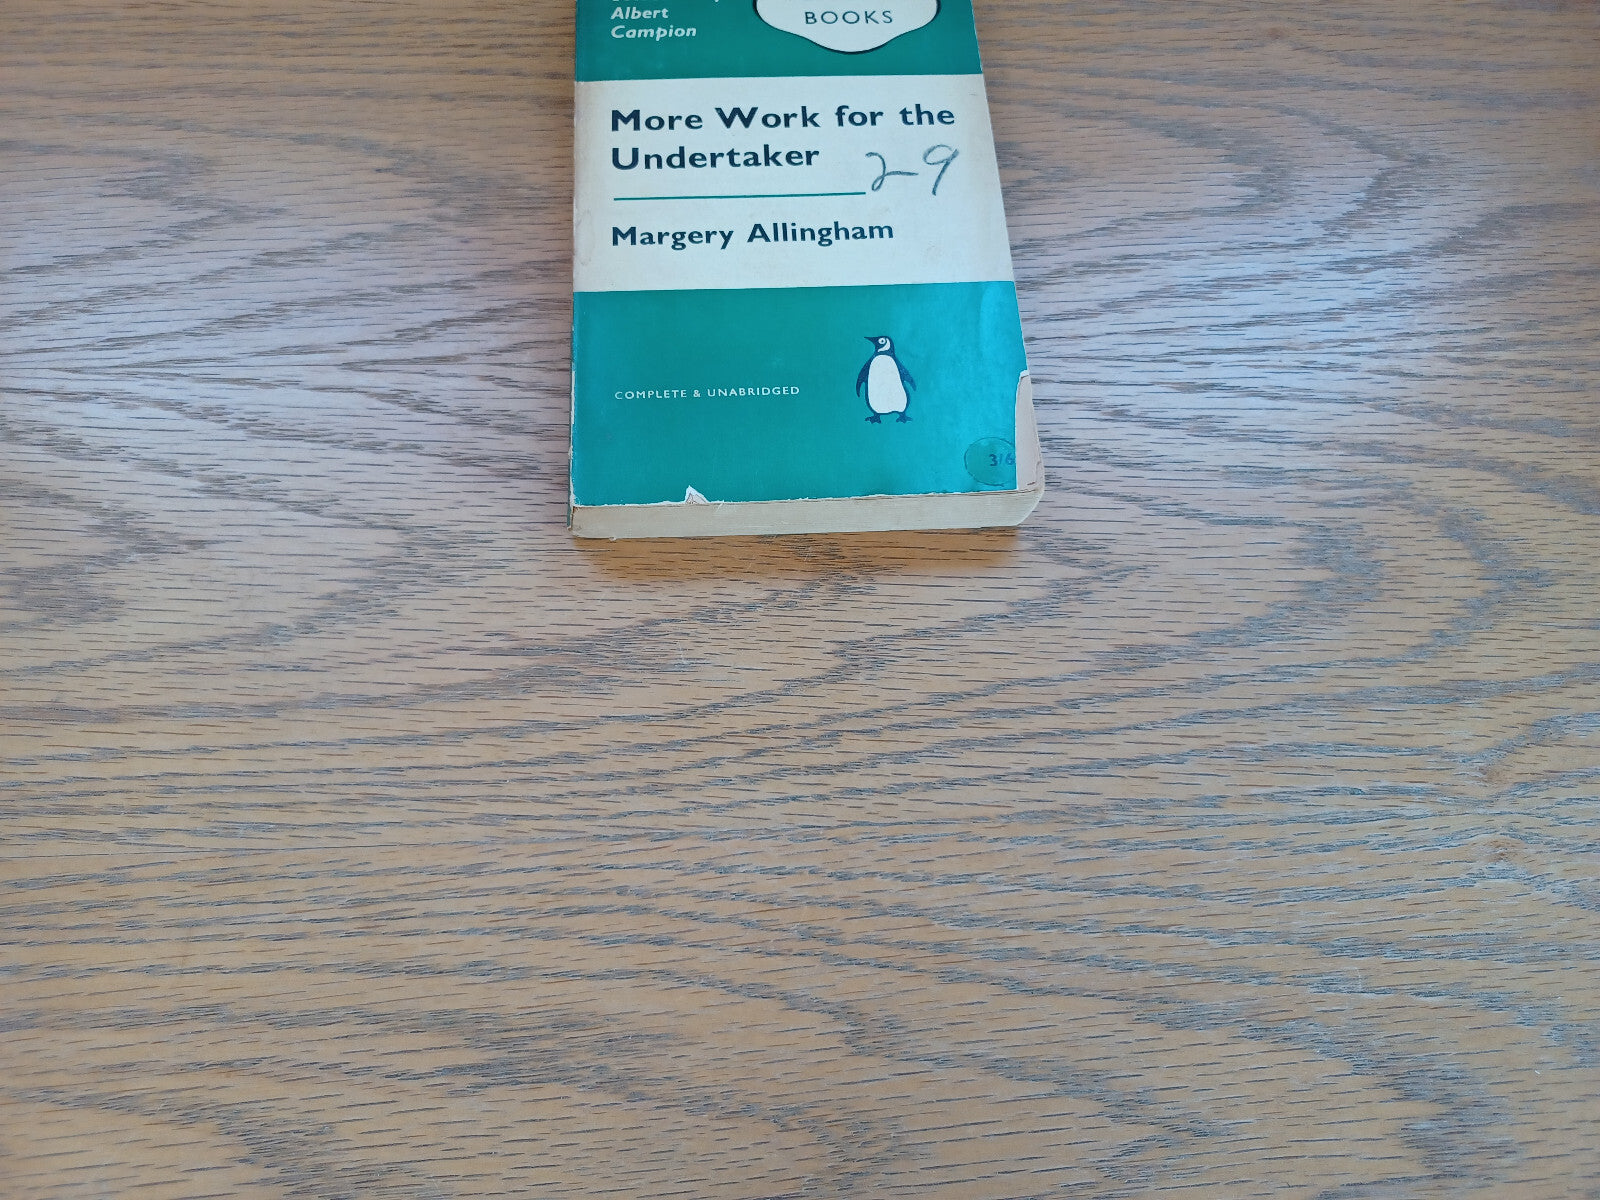 Albert
Campion
BOOKS
More Work for the
Undertaker
2-9
Margery Allingham
COMPLETE & UNABRIDGED
3/6